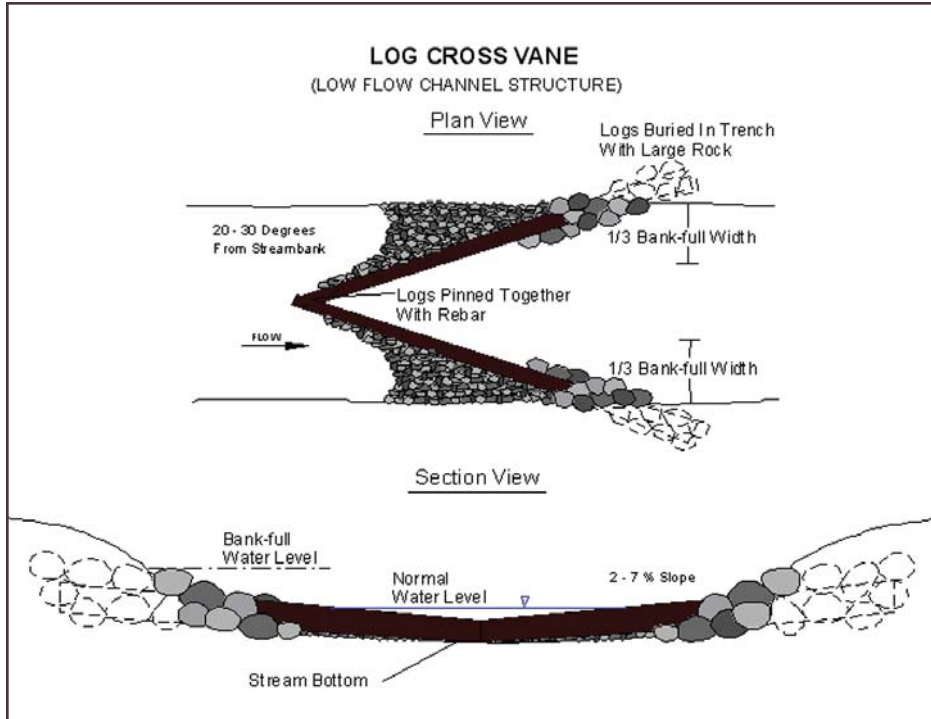 LOG CROSS VANE
(LOW FLOW CHANNEL STRUCTURE)
Plan View
Logs Buried In Trench
With Large Rock
20 - 30 Degrees
From Streambank
1/3 Bank-full Width
Logs Pinned Together
With Rebar
FLOW
1/3 Bank-full Width
Section View
Bank-full
Water Level
Normal
Water Level
2 - 7 % Slope
Stream Bottom